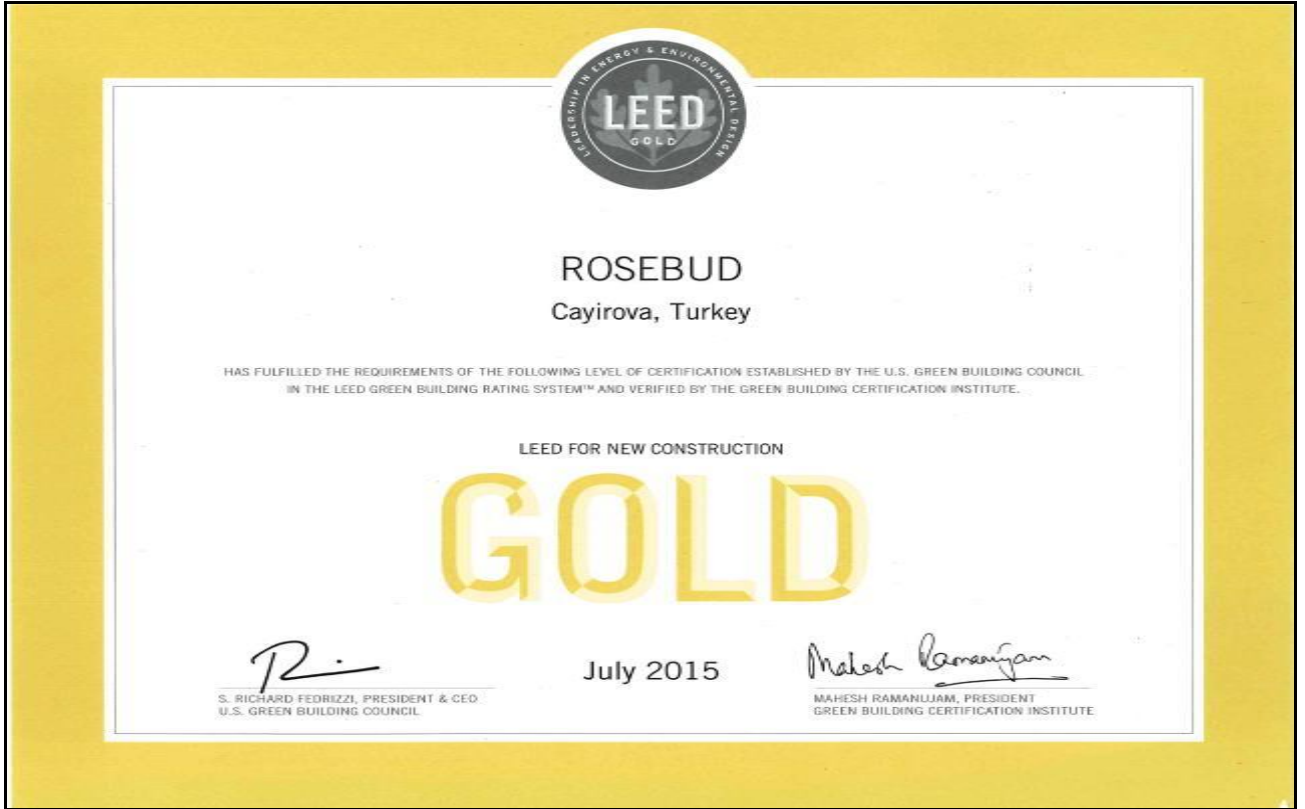 LEADERSHIP IN ENERGY & ENVIRONMENTAL DESIGN
LEED
GOLD
ROSEBUD
Cayirova, Turkey
HAS FULFILLED THE REQUIREMENTS OF THE FOLLOWING LEVEL OF CERTIFICATION ESTABLISHED BY THE U.S. GREEN BUILDING COUNCIL
IN THE LEED GREEN BUILDING RATING SYSTEM™ AND VERIFIED BY THE GREEN BUILDING CERTIFICATION INSTITUTE.
LEED FOR NEW CONSTRUCTION
GOLD
July 2015
Mahesh Ramanujam
S. RICHARD FEDRIZZI, PRESIDENT & CEO
U.S. GREEN BUILDING COUNCIL
MAHESH RAMANUJAM, PRESIDENT
GREEN BUILDING CERTIFICATION INSTITUTE